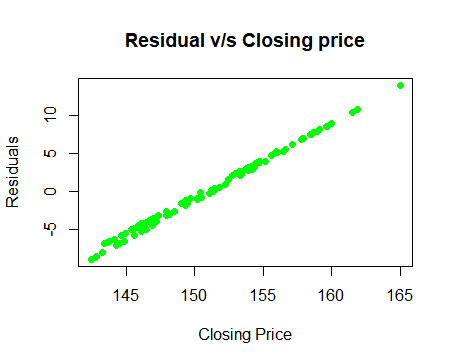 Residual v/s Closing price
10
5
0
-5
Residuals
145 150 155 160 165
Closing Price